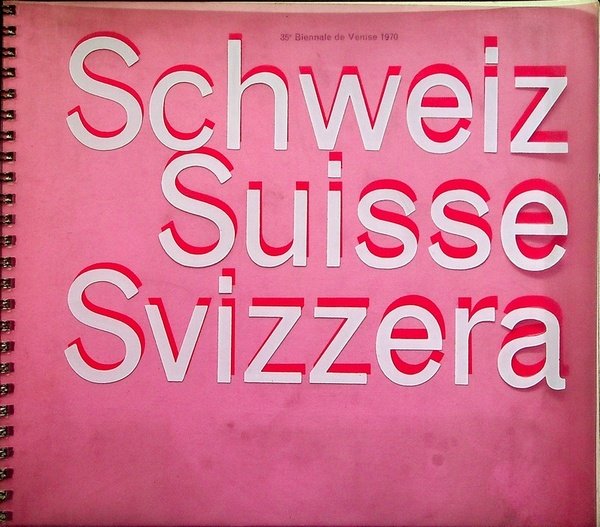 35e Biennale de Venise 1970
Schweiz
Suisse
Svizzera